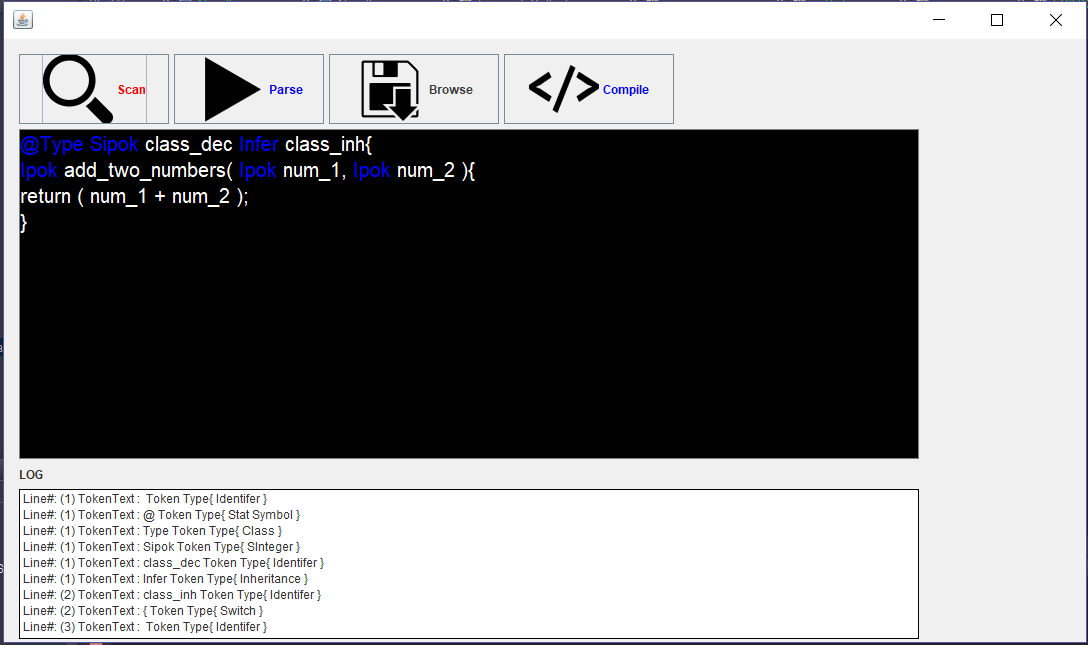 Scan Parse Browse Compile
@Type Sipok class_dec Infer class_inh{
Ipok add_two_numbers( Ipok num_1, Ipok num_2 ){
return ( num_1 + num_2 );
}
LOG
Line#: (1) TokenText :  Token Type{ Identifer }
Line#: (1) TokenText : @ Token Type{ Stat Symbol }
Line#: (1) TokenText : Type Token Type{ Class }
Line#: (1) TokenText : Sipok Token Type{ SInteger }
Line#: (1) TokenText : class_dec Token Type{ Identifer }
Line#: (1) TokenText : Infer Token Type{ Inheritance }
Line#: (2) TokenText : class_inh Token Type{ Identifer }
Line#: (2) TokenText : { Token Type{ Switch }
Line#: (3) TokenText :  Token Type{ Identifer }